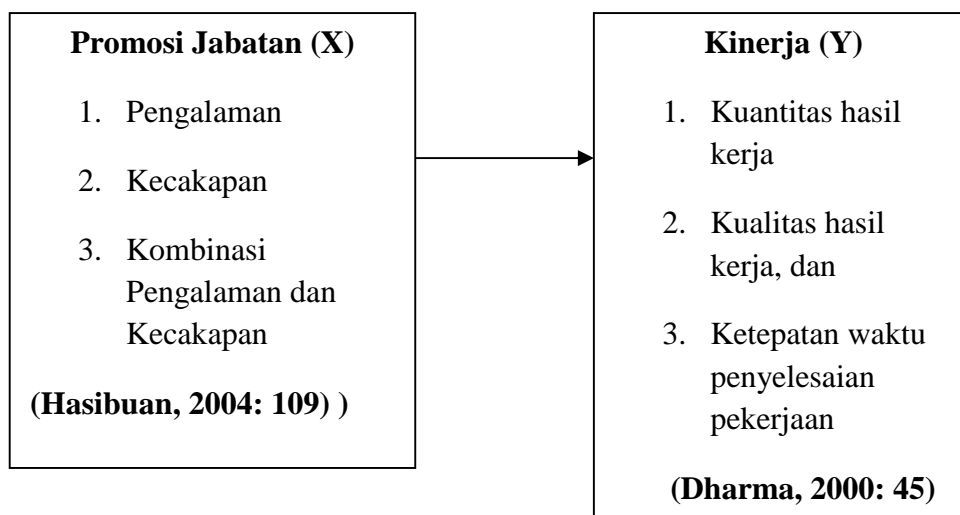 Promosi Jabatan (X)
1. Pengalaman
2. Kecakapan
3. Kombinasi
Pengalaman dan
Kecakapan
(Hasibuan, 2004: 109) )
Kinerja (Y)
1. Kuantitas hasil
kerja
2. Kualitas hasil
kerja, dan
3. Ketepatan waktu
penyelesaian
pekerjaan
(Dharma, 2000: 45)